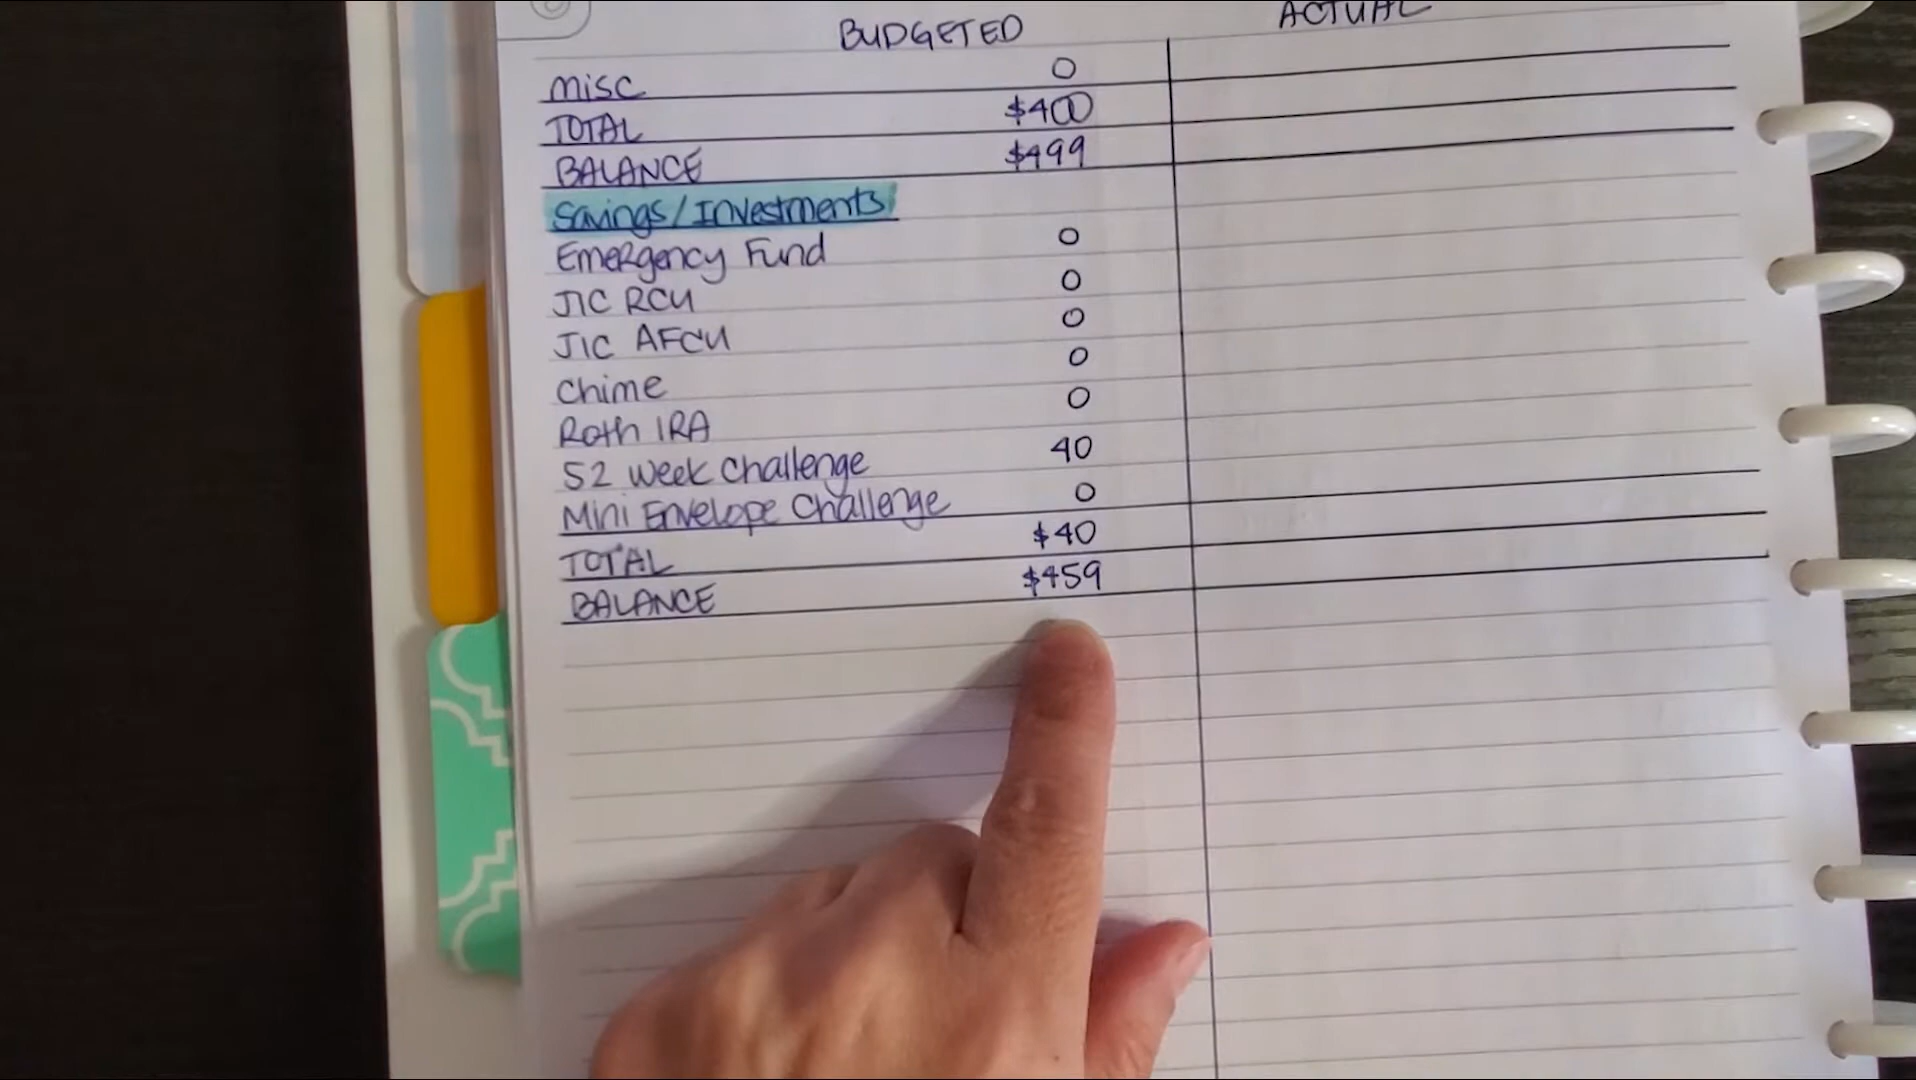 BUDGETED ACTUAL
Misc 0
TOTAL $400
BALANCE $499
Savings/Investments
Emergency Fund 0
JIC RCU 0
JIC AFCU 0
Chime 0
Roth IRA 0
52 Week Challenge 40
Mini Envelope Challenge 0
TOTAL $40
BALANCE $459